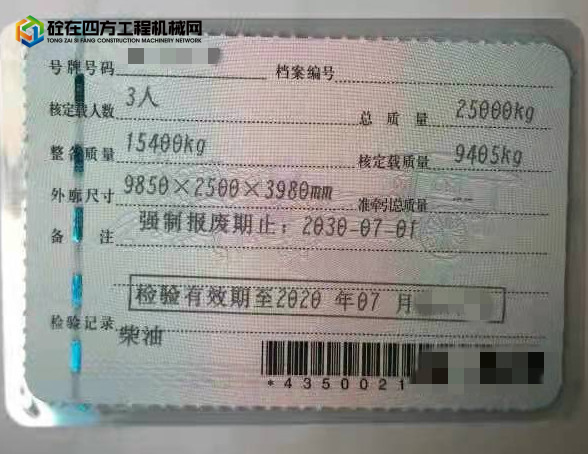 砼在四方工程机械网
TONG ZAI SI FANG CONSTRUCTION MACHINERY NETWORK
号牌号码 档案编号
核定载人数 3人 总质量 25000kg
整备质量 15400kg 核定载质量 9405kg
外廓尺寸 9850×2500×3980mm 准牵引总质量 --
备注 强制报废期止：2030-07-01
检验有效期至2020 年07 月
检验记录
柴油
*4350021